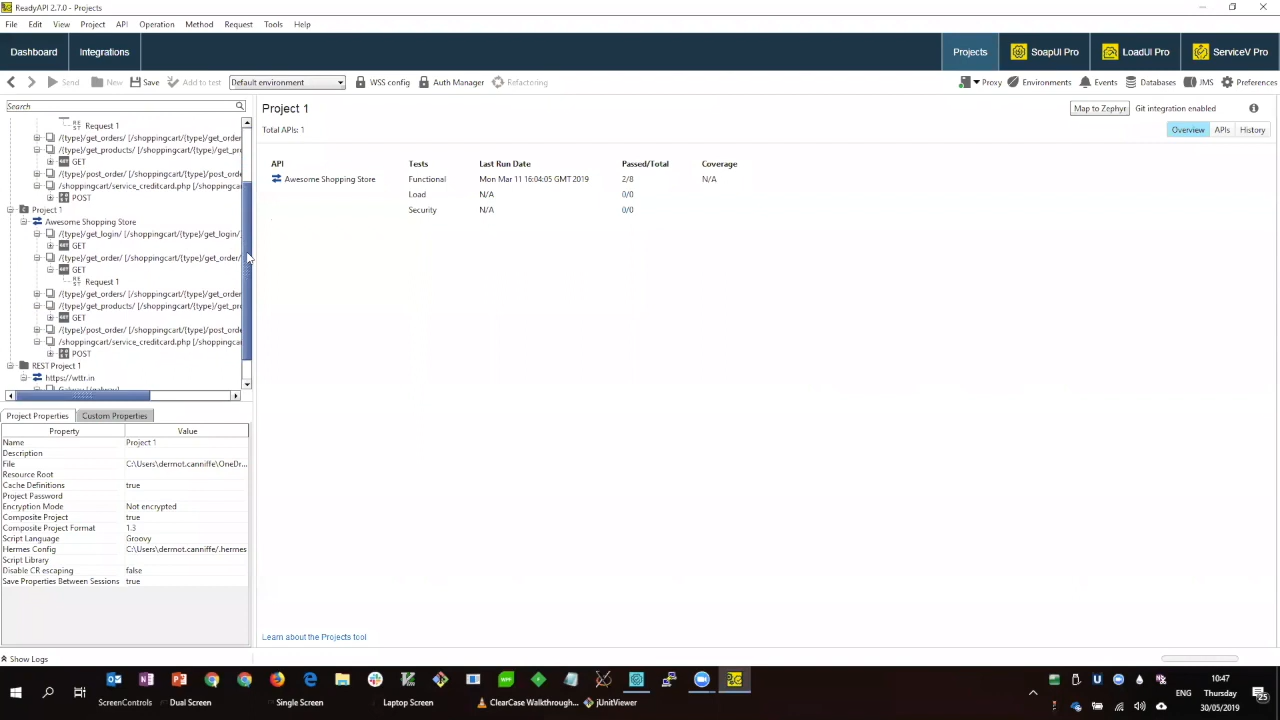 ReadyAPI 2.7.0 - Projects
File Edit View Project API Operation Method Request Tools Help
Dashboard Integrations Projects SoapUI Pro LoadUI Pro ServiceV Pro
Send New Save Add to test Default environment WSS config Auth Manager Refactoring Proxy Environments Events Databases JMS Preferences
Search
Request 1
/{type}/get_orders/ [/shoppingcart/{type}/get_order
/{type}/get_products/ [/shoppingcart/{type}/get_pr
GET
/{type}/post_order/ [/shoppingcart/{type}/post_order
/shoppingcart/service_creditcard.php [/shoppingcar
POST
Project 1
Awesome Shopping Store
/{type}/get_login/ [/shoppingcart/{type}/get_login/
GET
/{type}/get_order/ [/shoppingcart/{type}/get_order/
GET
Request 1
/{type}/get_orders/ [/shoppingcart/{type}/get_order
/{type}/get_products/ [/shoppingcart/{type}/get_pr
GET
/{type}/post_order/ [/shoppingcart/{type}/post_order
/shoppingcart/service_creditcard.php [/shoppingca
POST
REST Project 1
https://wttr.in
Project 1
Map to Zephyr Git integration enabled
Total APIs: 1
Overview APIs History
API Tests Last Run Date Passed/Total Coverage
Awesome Shopping Store Functional Mon Mar 11 16:04:05 GMT 2019 2/8 N/A
Load N/A 0/0
Security N/A 0/0
Project Properties Custom Properties
Property Value
Name Project 1
Description
File C:\Users\dermot.canniffe\OneDr...
Resource Root
Cache Definitions true
Project Password
Encryption Mode Not encrypted
Composite Project true
Composite Project Format 1.3
Script Language Groovy
Hermes Config C:\Users\dermot.canniffe/.hermes
Script Library
Disable CR escaping false
Save Properties Between Sessions true
Learn about the Projects tool
Show Logs
ScreenControls Dual Screen Single Screen Laptop Screen ClearCase Walkthrough... jUnitViewer
ENG
10:47
Thursday
30/05/2019
25